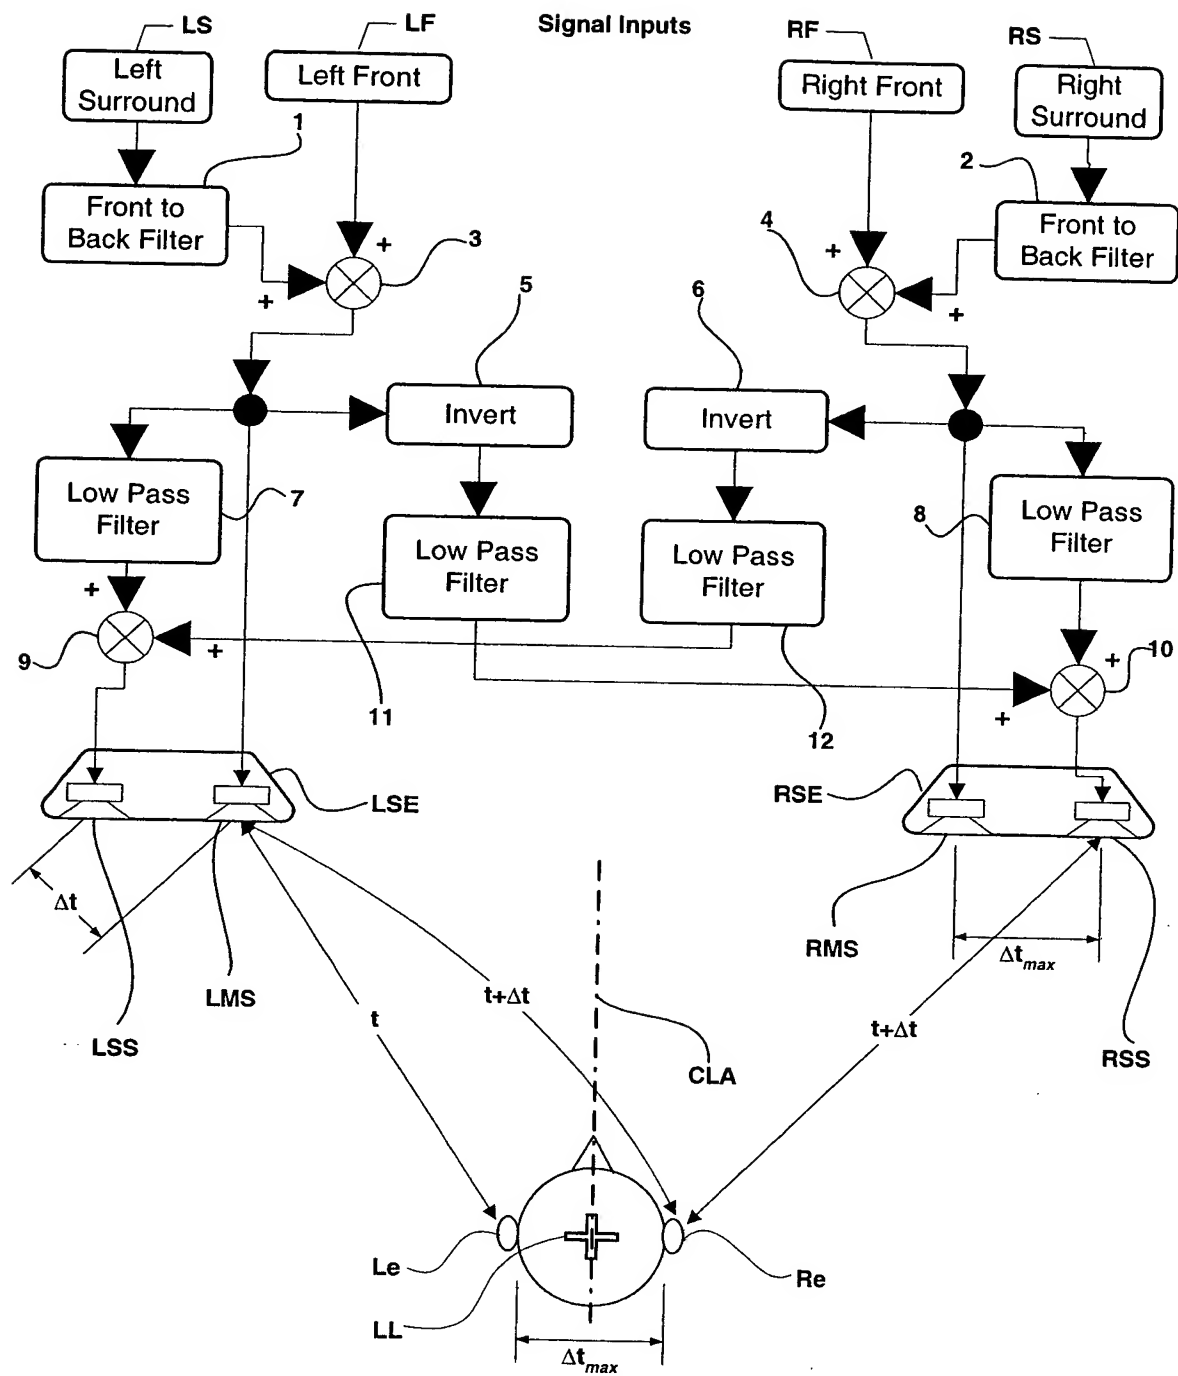 LS
LF
Signal Inputs
RF
RS
Left
Surround
Left Front
Right Front
Right
Surround
1
2
Front to
Back Filter
Front to
Back Filter
+
3
4
+
+
+
5
6
Invert
Invert
Low Pass
Filter
7
Low Pass
Filter
Low Pass
Filter
8
Low Pass
Filter
+
9
+
+
10
+
11
12
LSE
RSE
Δt
LMS
LSS
RMS
Δtmax
RSS
t
t+Δt
t+Δt
CLA
Le
Re
LL
Δtmax